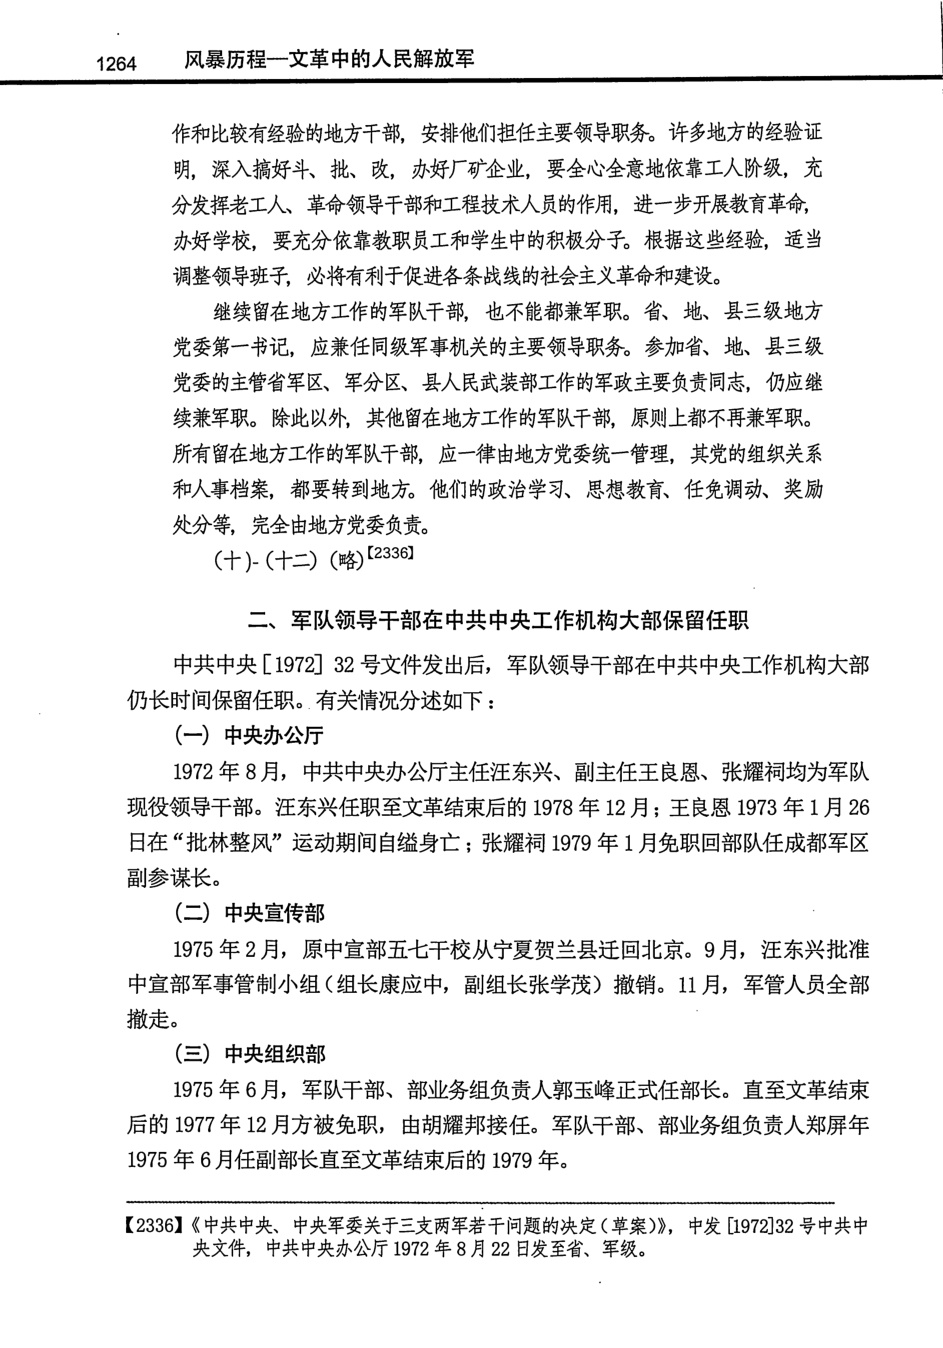 1264 风暴历程—文革中的人民解放军
作和比较有经验的地方干部，安排他们担任主要领导职务。许多地方的经验证
明，深入搞好斗、批、改，办好厂矿企业，要全心全意地依靠工人阶级，充
分发挥老工人、革命领导干部和工程技术人员的作用，进一步开展教育革命，
办好学校，要充分依靠教职员工和学生中的积极分子。根据这些经验，适当
调整领导班子，必将有利于促进各条战线的社会主义革命和建设。
继续留在地方工作的军队干部，也不能都兼军职。省、地、县三级地方
党委第一书记，应兼任同级军事机关的主要领导职务。参加省、地、县三级
党委的主管省军区、军分区、县人民武装部工作的军政主要负责同志，仍应继
续兼军职。除此以外，其他留在地方工作的军队干部，原则上都不再兼军职。
所有留在地方工作的军队干部，应一律由地方党委统一管理，其党的组织关系
和人事档案，都要转到地方。他们的政治学习、思想教育、任免调动、奖励
处分等，完全由地方党委负责。
（十）-（十二）（略）【2336】
二、军队领导干部在中共中央工作机构大部保留任职
中共中央［1972］32 号文件发出后，军队领导干部在中共中央工作机构大部
仍长时间保留任职。有关情况分述如下：
（一）中央办公厅
1972 年 8 月，中共中央办公厅主任汪东兴、副主任王良恩、张耀祠均为军队
现役领导干部。汪东兴任职至文革结束后的 1978 年 12 月；王良恩 1973 年 1 月 26
日在“批林整风”运动期间自缢身亡；张耀祠 1979 年 1 月免职回部队任成都军区
副参谋长。
（二）中央宣传部
1975 年 2 月，原中宣部五七干校从宁夏贺兰县迁回北京。9 月，汪东兴批准
中宣部军事管制小组（组长康应中，副组长张学茂）撤销。11 月，军管人员全部
撤走。
（三）中央组织部
1975 年 6 月，军队干部、部业务组负责人郭玉峰正式任部长。直至文革结束
后的 1977 年 12 月方被免职，由胡耀邦接任。军队干部、部业务组负责人郑屏年
1975 年 6 月任副部长直至文革结束后的 1979 年。
【2336】《中共中央、中央军委关于三支两军若干问题的决定（草案）》，中发 [1972]32 号中共中
央文件，中共中央办公厅 1972 年 8 月 22 日发至省、军级。